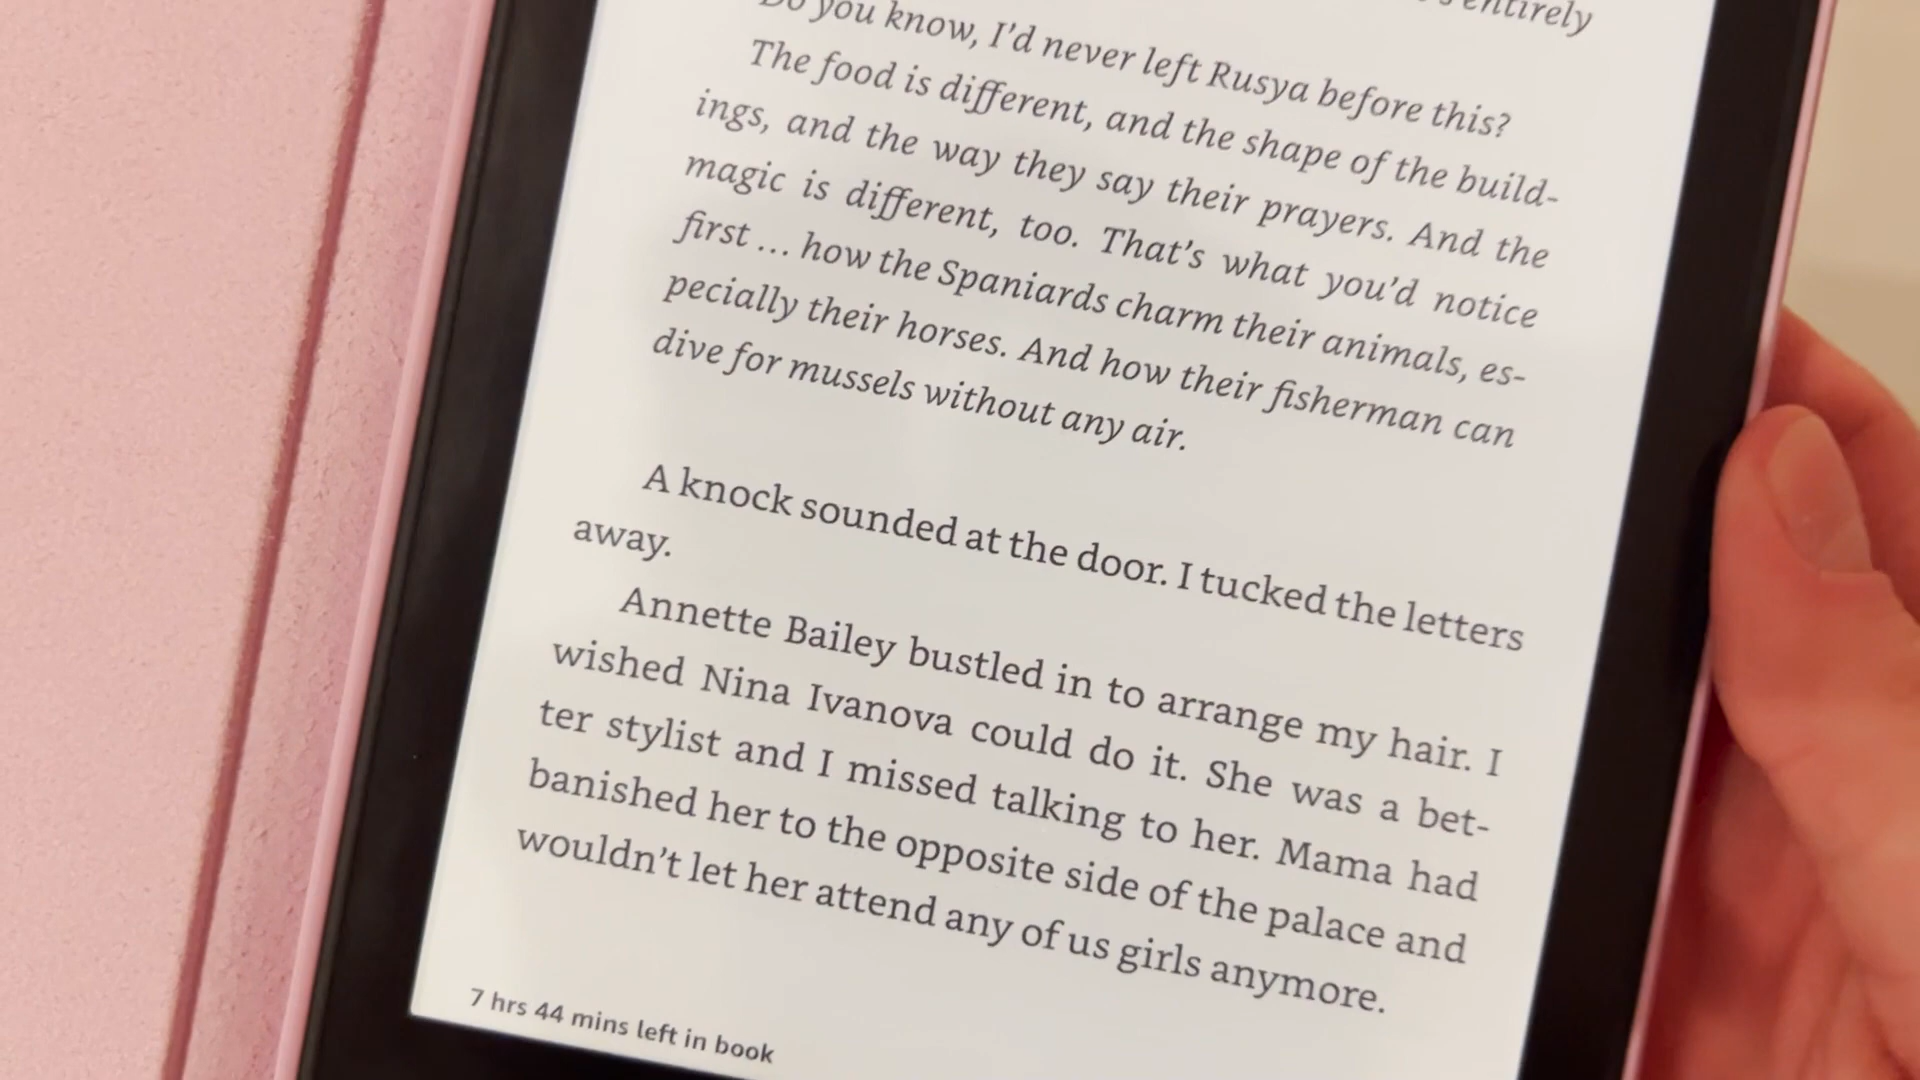 entirely
Do you know, I'd never left Rusya before this?
The food is different, and the shape of the build-
ings, and the way they say their prayers. And the
magic is different, too. That's what you'd notice
first ... how the Spaniards charm their animals, es-
pecially their horses. And how their fisherman can
dive for mussels without any air.
A knock sounded at the door. I tucked the letters
away.
Annette Bailey bustled in to arrange my hair. I
wished Nina Ivanova could do it. She was a bet-
ter stylist and I missed talking to her. Mama had
banished her to the opposite side of the palace and
wouldn't let her attend any of us girls anymore.
7 hrs 44 mins left in book